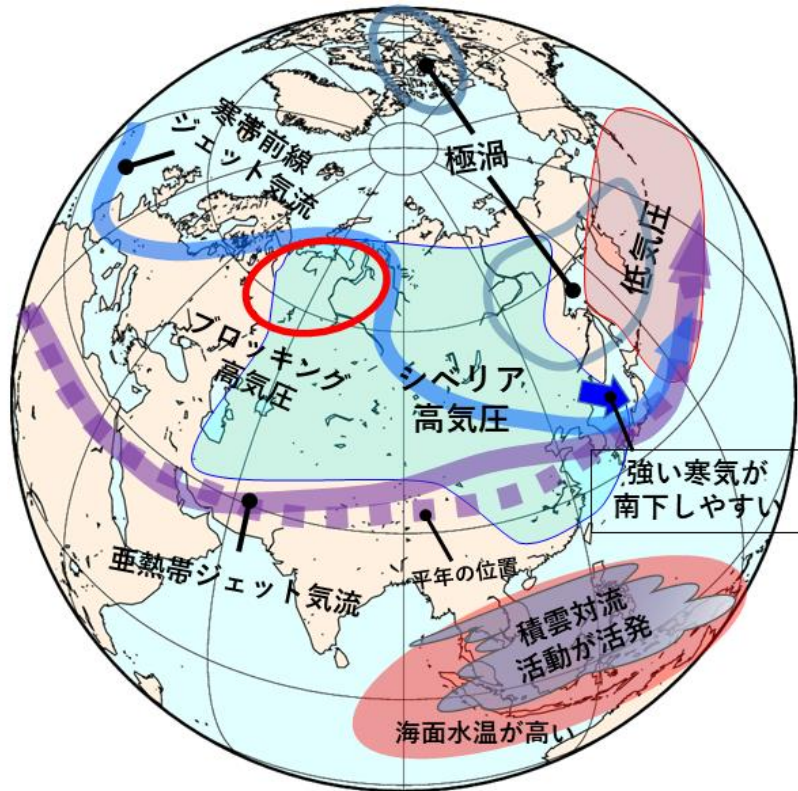 寒帯前線
ジェット気流
極渦
低気圧
ブロッキング
高気圧
シベリア
高気圧
強い寒気が
南下しやすい
亜熱帯ジェット気流
平年の位置
積雲対流
活動が活発
海面水温が高い